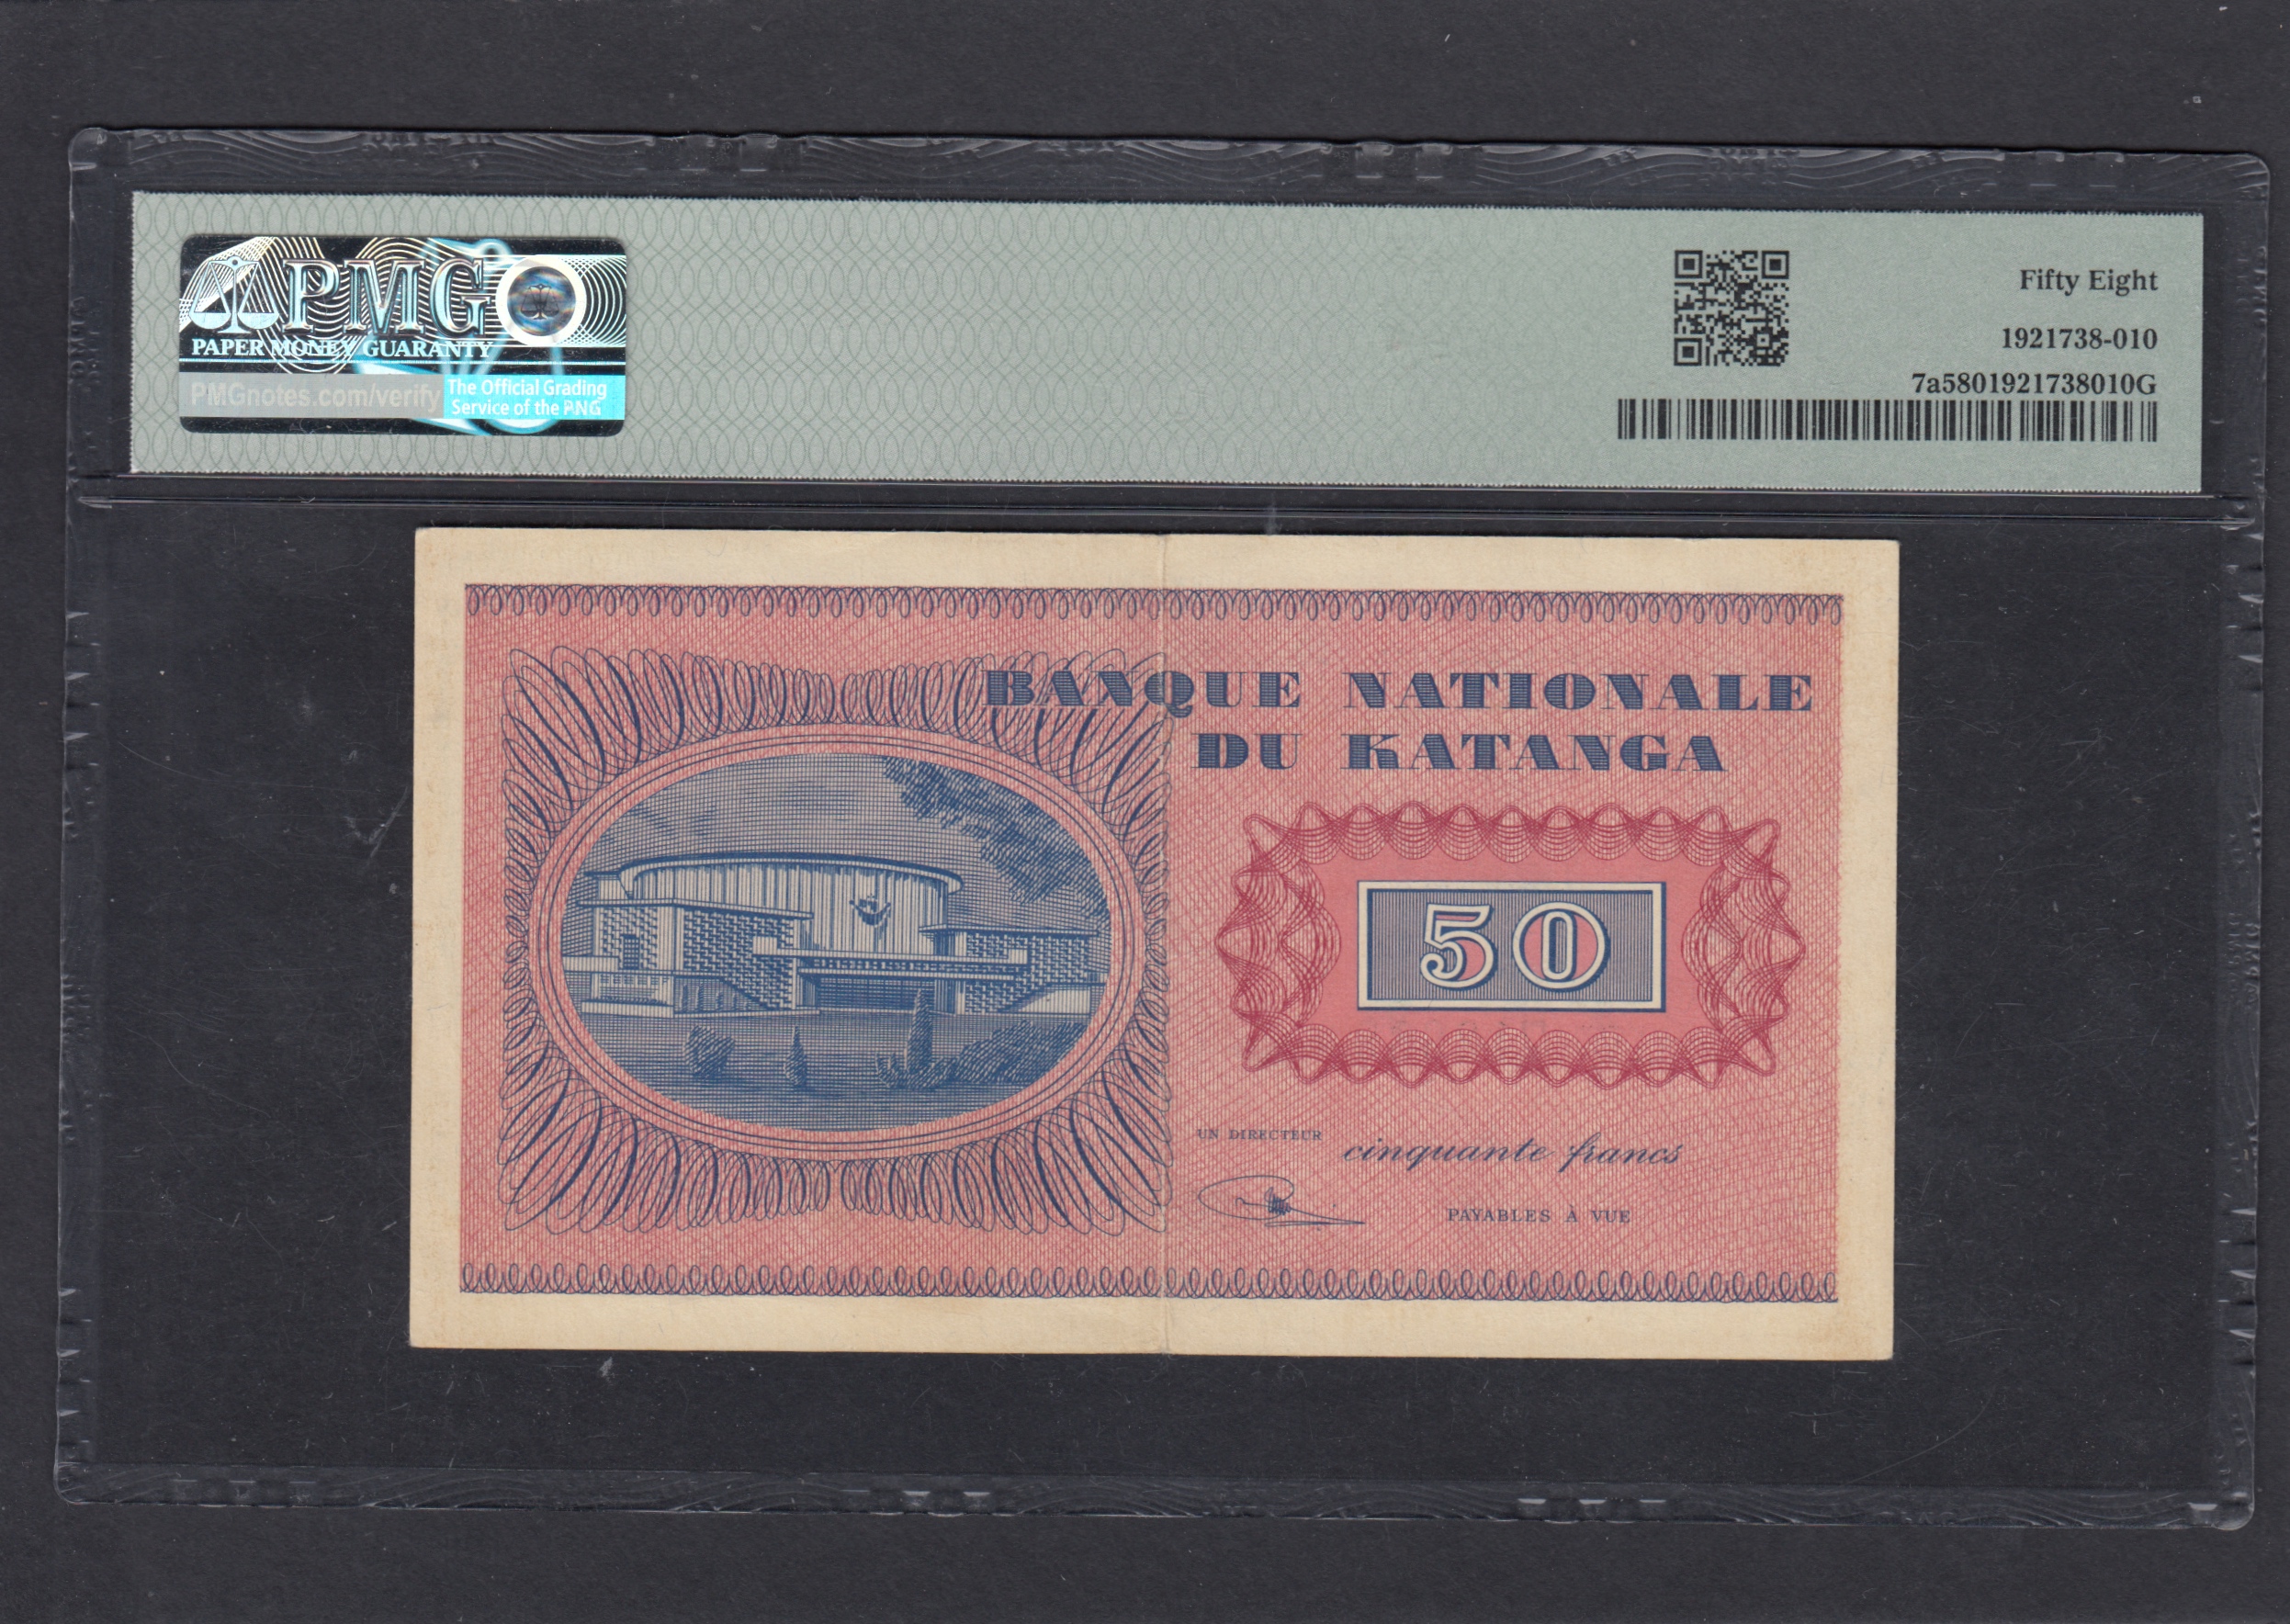 PMG
PAPER MONEY GUARANTY
PMGnotes.com/verify
The Official Grading
Service of the PNG
Fifty Eight
1921738-010
7a5801921738010G
BANQUE NATIONALE
DU KATANGA
50
UN DIRECTEUR
cinquante francs
PAYABLES À VUE